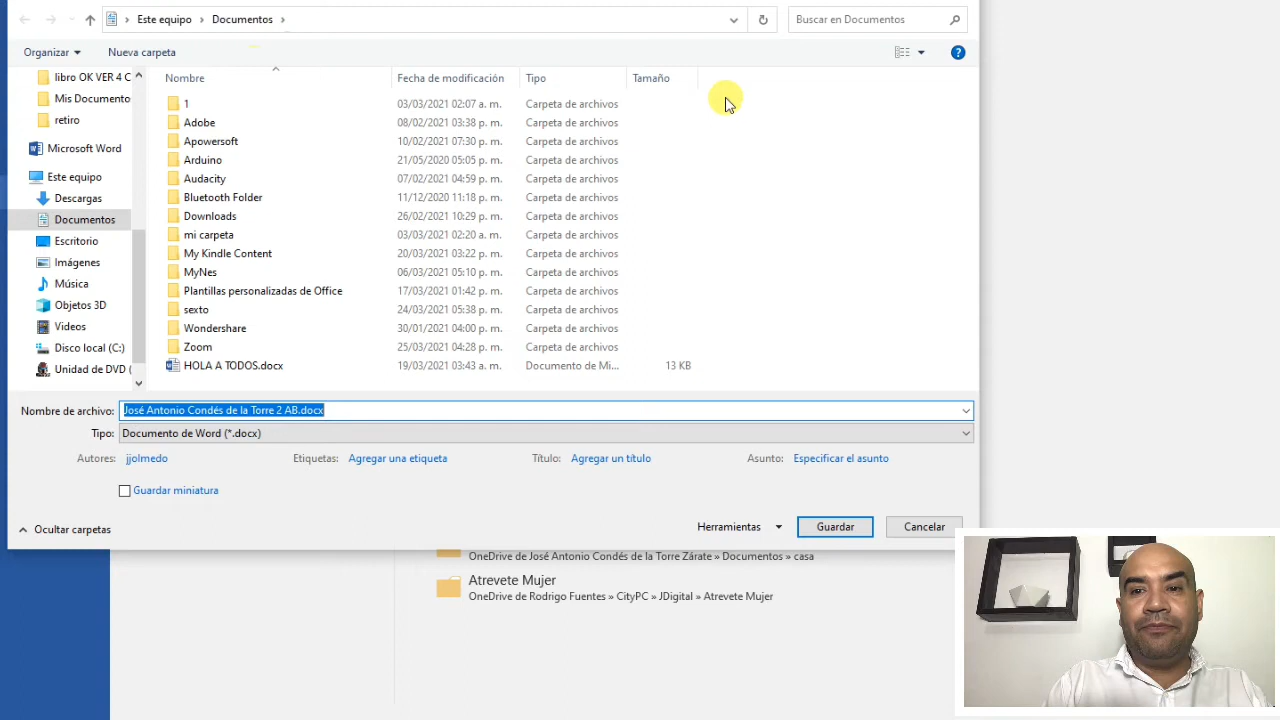 Este equipo › Documentos ›
Buscar en Documentos
Organizar
Nueva carpeta
libro OK VER 4 C
Mis Documento
retiro
Microsoft Word
Este equipo
Descargas
Documentos
Escritorio
Imágenes
Música
Objetos 3D
Videos
Disco local (C:)
Unidad de DVD (
Nombre Fecha de modificación Tipo Tamaño
1 03/03/2021 02:07 a. m. Carpeta de archivos
Adobe 08/02/2021 03:38 p. m. Carpeta de archivos
Apowersoft 10/02/2021 07:30 p. m. Carpeta de archivos
Arduino 21/05/2020 05:05 p. m. Carpeta de archivos
Audacity 07/02/2021 04:59 p. m. Carpeta de archivos
Bluetooth Folder 11/12/2020 11:18 p. m. Carpeta de archivos
Downloads 26/02/2021 10:29 p. m. Carpeta de archivos
mi carpeta 03/03/2021 02:20 a. m. Carpeta de archivos
My Kindle Content 20/03/2021 03:22 p. m. Carpeta de archivos
MyNes 06/03/2021 05:10 p. m. Carpeta de archivos
Plantillas personalizadas de Office 17/03/2021 01:42 p. m. Carpeta de archivos
sexto 24/03/2021 05:38 p. m. Carpeta de archivos
Wondershare 30/01/2021 04:00 p. m. Carpeta de archivos
Zoom 25/03/2021 04:28 p. m. Carpeta de archivos
HOLA A TODOS.docx 19/03/2021 03:43 a. m. Documento de Mi... 13 KB
Nombre de archivo: José Antonio Condés de la Torre 2 AB.docx
Tipo: Documento de Word (*.docx)
Autores: jjolmedo Etiquetas: Agregar una etiqueta Título: Agregar un título Asunto: Especificar el asunto
Guardar miniatura
Ocultar carpetas
Herramientas
Guardar
Cancelar
OneDrive de José Antonio Condés de la Torre Zárate » Documentos » casa
Atrevete Mujer
OneDrive de Rodrigo Fuentes » CityPC » JDigital » Atrevete Mujer